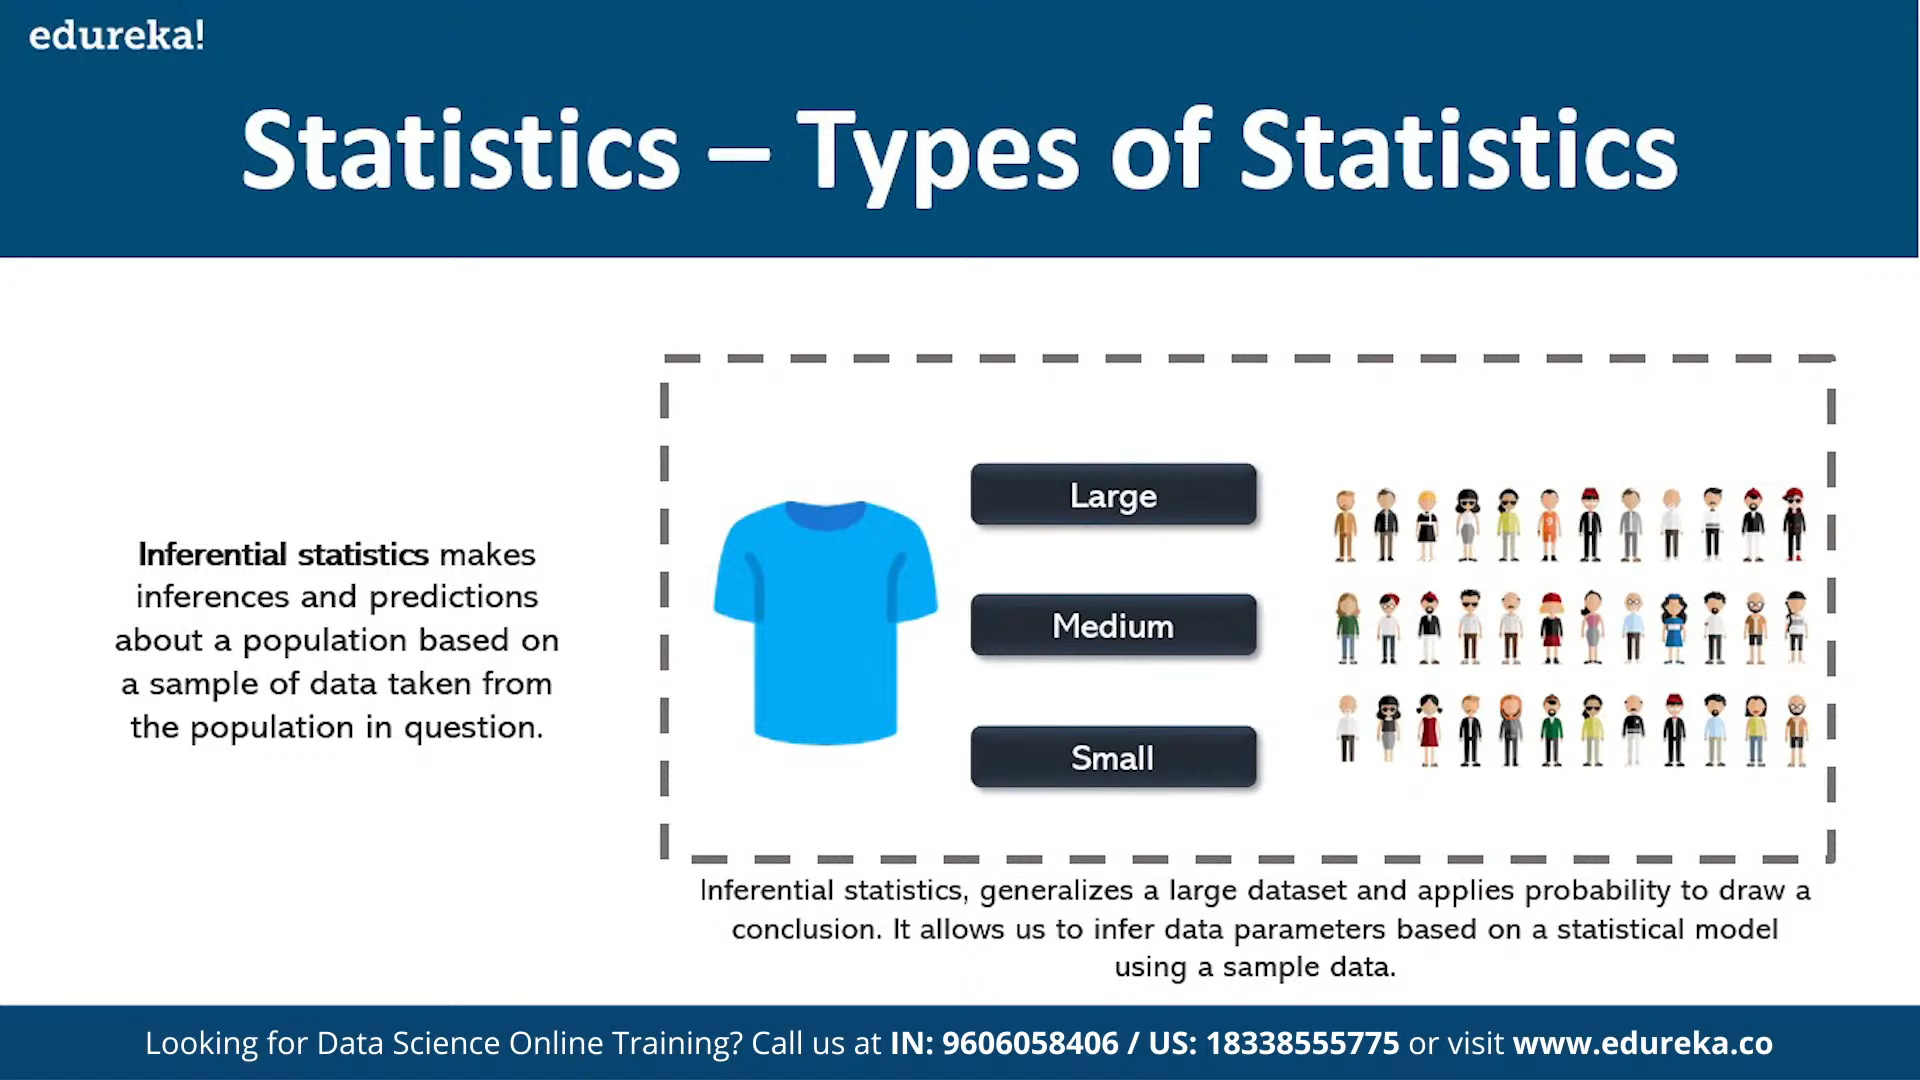 edureka!
Statistics – Types of Statistics
Inferential statistics makes
inferences and predictions
about a population based on
a sample of data taken from
the population in question.
Large
Medium
Small
Inferential statistics, generalizes a large dataset and applies probability to draw a
conclusion. It allows us to infer data parameters based on a statistical model
using a sample data.
Looking for Data Science Online Training? Call us at IN: 9606058406 / US: 18338555775 or visit www.edureka.co